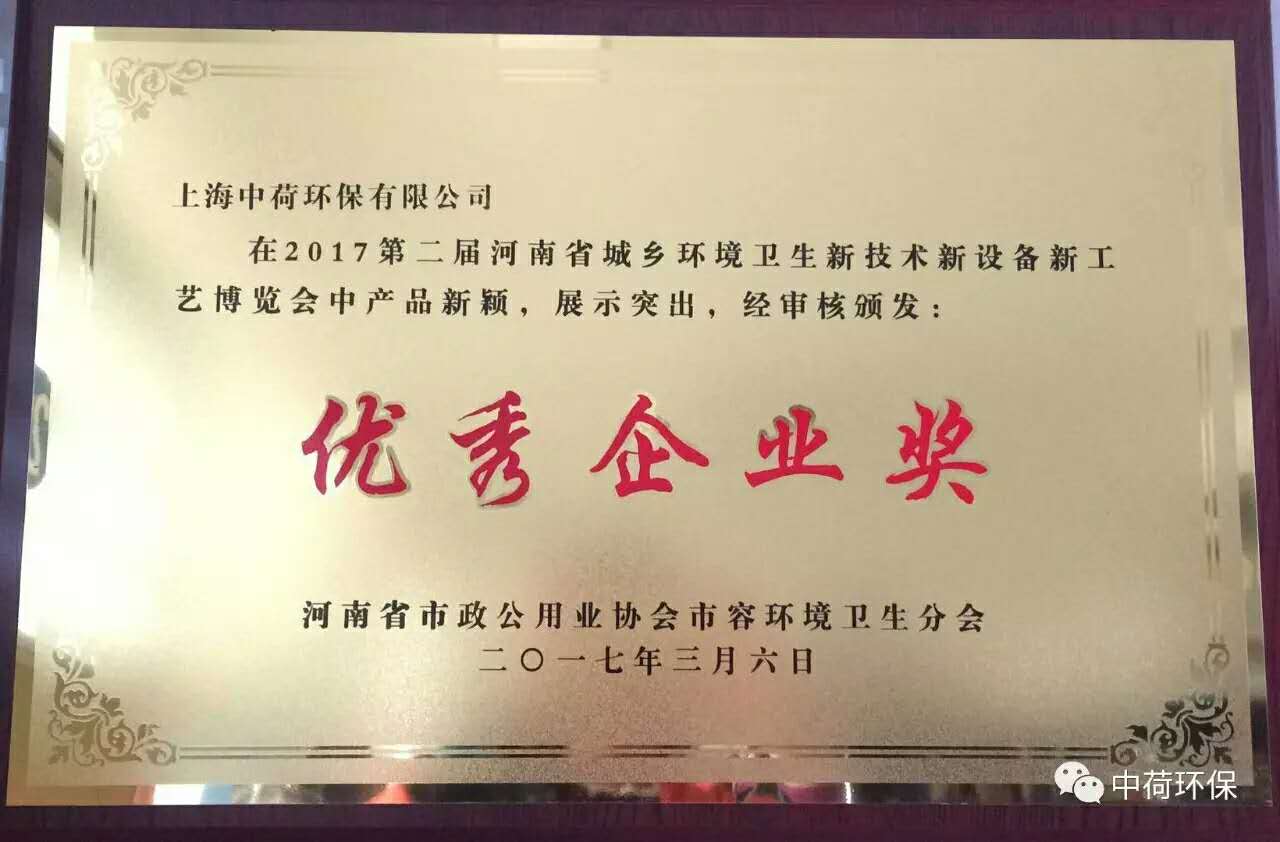 上海中荷环保有限公司
在2017第二届河南省城乡环境卫生新技术新设备新工
艺博览会中产品新颖，展示突出，经审核颁发：
优秀企业奖
河南省市政公用业协会市容环境卫生分会
二〇一七年三月六日
中荷环保